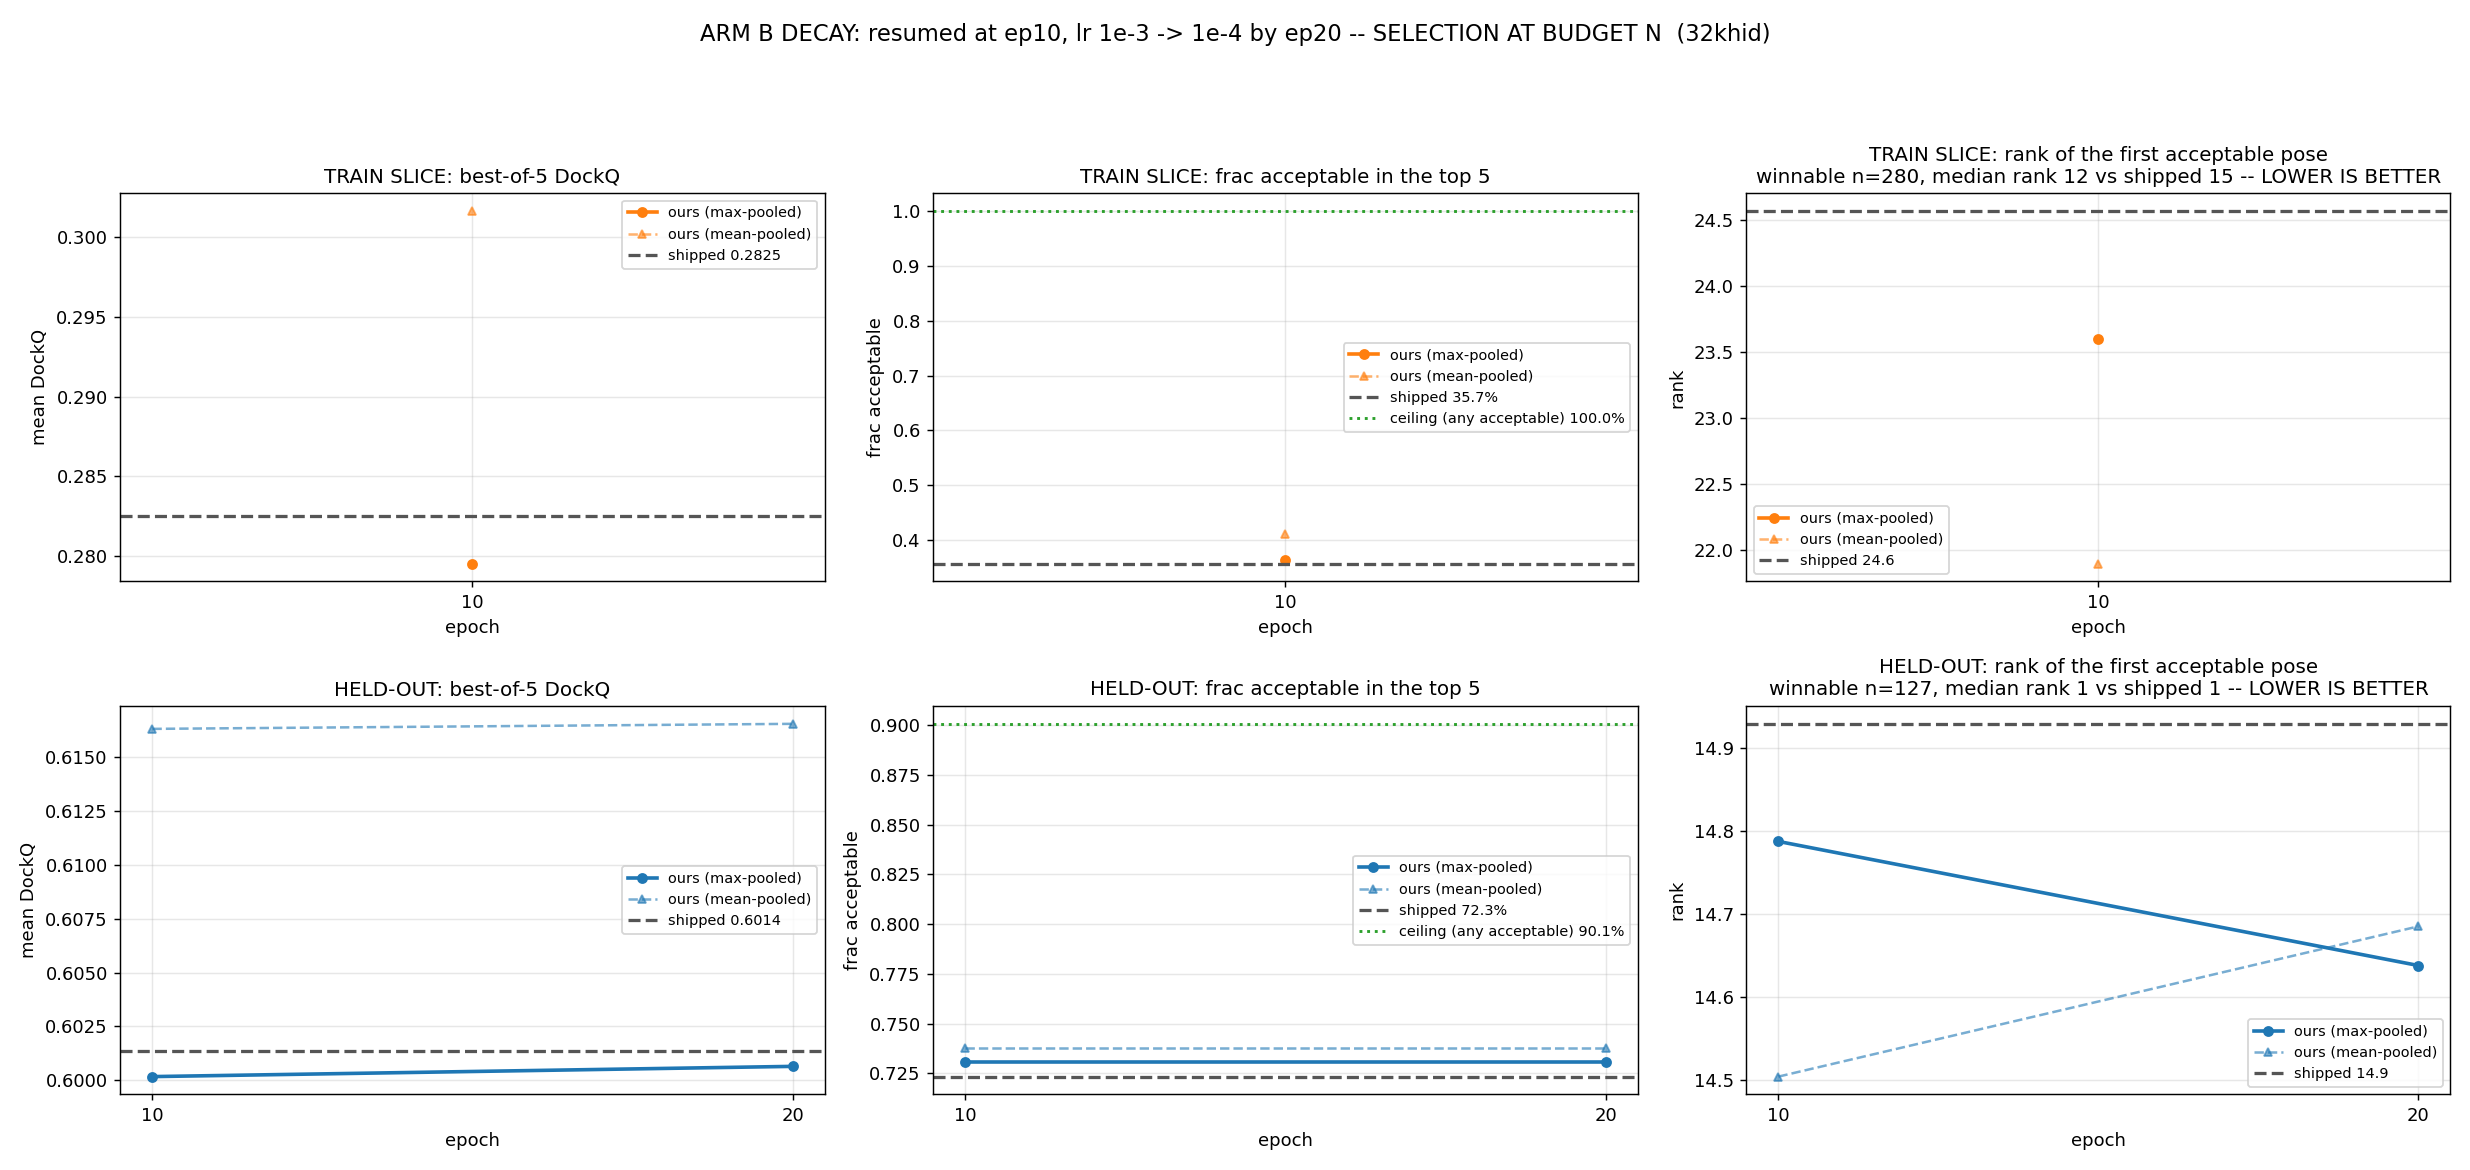 ARM B DECAY: resumed at ep10, lr 1e-3 -> 1e-4 by ep20 -- SELECTION AT BUDGET N  (32khid)
TRAIN SLICE: best-of-5 DockQ
mean DockQ
0.300
0.295
0.290
0.285
0.280
10
epoch
ours (max-pooled)
ours (mean-pooled)
shipped 0.2825
TRAIN SLICE: frac acceptable in the top 5
frac acceptable
1.0
0.9
0.8
0.7
0.6
0.5
0.4
10
epoch
ours (max-pooled)
ours (mean-pooled)
shipped 35.7%
ceiling (any acceptable) 100.0%
TRAIN SLICE: rank of the first acceptable pose
winnable n=280, median rank 12 vs shipped 15 -- LOWER IS BETTER
rank
24.5
24.0
23.5
23.0
22.5
22.0
10
epoch
ours (max-pooled)
ours (mean-pooled)
shipped 24.6
HELD-OUT: best-of-5 DockQ
mean DockQ
0.6150
0.6125
0.6100
0.6075
0.6050
0.6025
0.6000
10
20
epoch
ours (max-pooled)
ours (mean-pooled)
shipped 0.6014
HELD-OUT: frac acceptable in the top 5
frac acceptable
0.900
0.875
0.850
0.825
0.800
0.775
0.750
0.725
10
20
epoch
ours (max-pooled)
ours (mean-pooled)
shipped 72.3%
ceiling (any acceptable) 90.1%
HELD-OUT: rank of the first acceptable pose
winnable n=127, median rank 1 vs shipped 1 -- LOWER IS BETTER
rank
14.9
14.8
14.7
14.6
14.5
10
20
epoch
ours (max-pooled)
ours (mean-pooled)
shipped 14.9